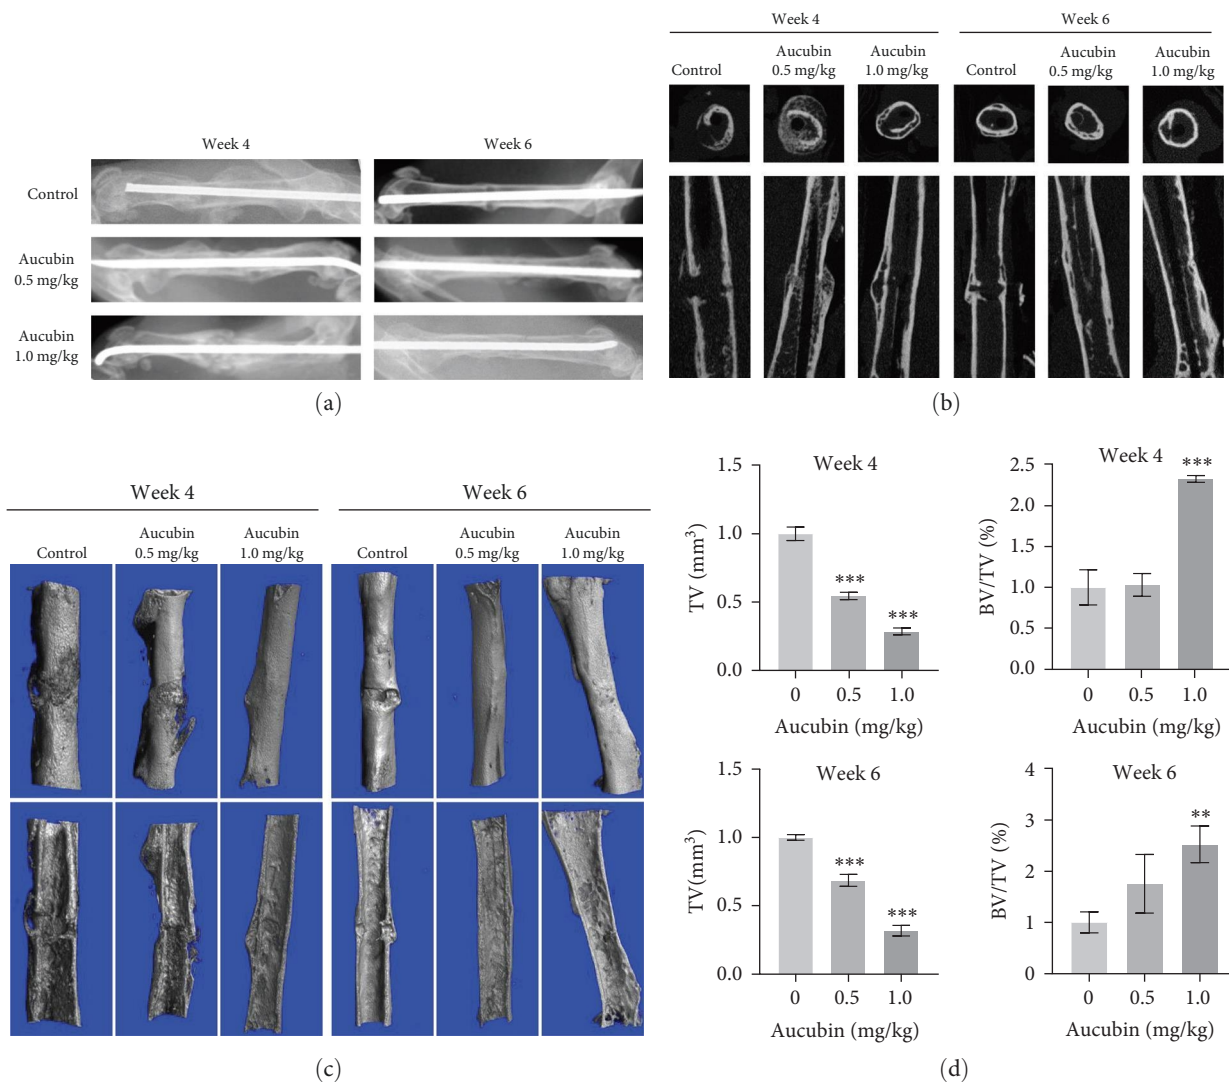 Week 4
Week 6
Control
Aucubin
0.5 mg/kg
Aucubin
1.0 mg/kg
(a)
Week 4
Week 6
Control
Aucubin
0.5 mg/kg
Aucubin
1.0 mg/kg
Control
Aucubin
0.5 mg/kg
Aucubin
1.0 mg/kg
(b)
Week 4
Week 6
Control
Aucubin
0.5 mg/kg
Aucubin
1.0 mg/kg
Control
Aucubin
0.5 mg/kg
Aucubin
1.0 mg/kg
(c)
Week 4
1.5
1.0
0.5
0.0
TV (mm³)
***
***
0 0.5 1.0
Aucubin (mg/kg)
Week 4
2.5
2.0
1.5
1.0
0.5
0.0
BV/TV (%)
***
0 0.5 1.0
Aucubin (mg/kg)
Week 6
1.5
1.0
0.5
0.0
TV(mm³)
***
***
0 0.5 1.0
Aucubin (mg/kg)
Week 6
4
3
2
1
0
BV/TV (%)
**
0 0.5 1.0
Aucubin (mg/kg)
(d)